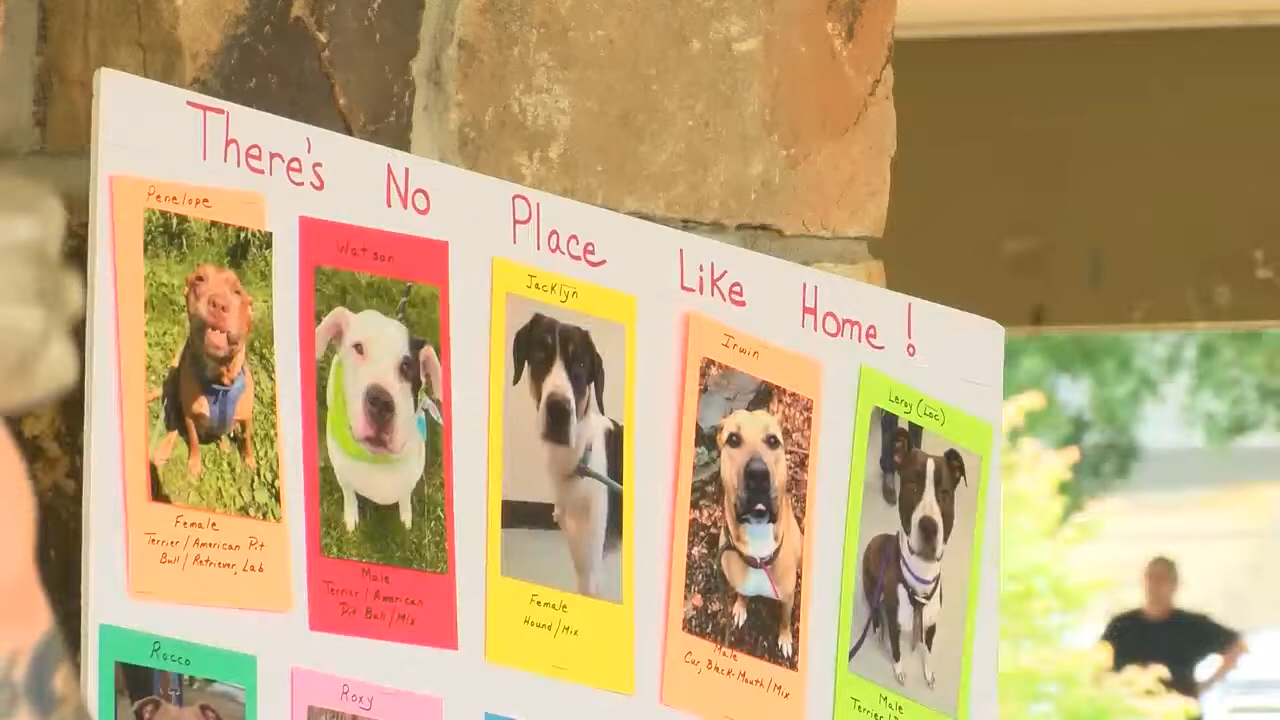 There's No Place Like Home!
Penelope
Female
Terrier/American Pit
Bull/Retriever, Lab
Watson
Male
Terrier/American
Pit Bull/Mix
Jacklyn
Female
Hound/Mix
Irwin
Male
Cur, Black-Mouth/Mix
Leroy (Loc)
Male
Terrier/
Rocco
Roxy